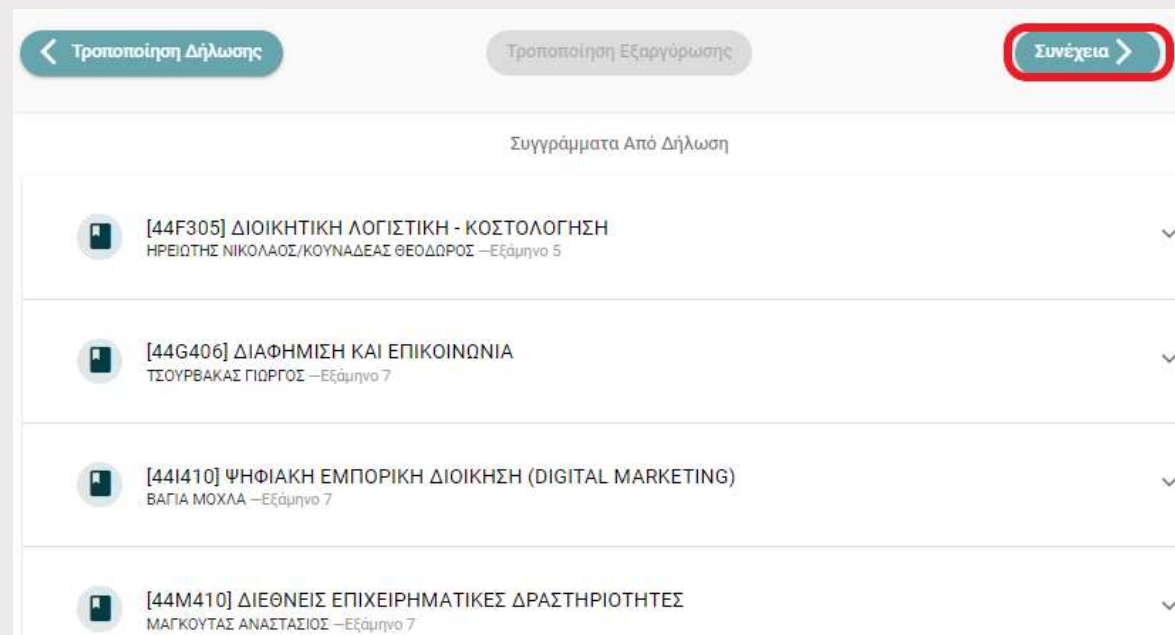 Τροποποίηση Δήλωσης
Τροποποίηση Εξαργύρωσης
Συνέχεια
Συγγράμματα Από Δήλωση
[44F305] ΔΙΟΙΚΗΤΙΚΗ ΛΟΓΙΣΤΙΚΗ - ΚΟΣΤΟΛΟΓΗΣΗ
ΗΡΕΙΩΤΗΣ ΝΙΚΟΛΑΟΣ/ΚΟΥΝΑΔΕΑΣ ΘΕΟΔΩΡΟΣ —Εξάμηνο 5
[44G406] ΔΙΑΦΗΜΙΣΗ ΚΑΙ ΕΠΙΚΟΙΝΩΝΙΑ
ΤΣΟΥΡΒΑΚΑΣ ΓΙΩΡΓΟΣ —Εξάμηνο 7
[44I410] ΨΗΦΙΑΚΗ ΕΜΠΟΡΙΚΗ ΔΙΟΙΚΗΣΗ (DIGITAL MARKETING)
ΒΑΓΙΑ ΜΟΧΛΑ —Εξάμηνο 7
[44M410] ΔΙΕΘΝΕΙΣ ΕΠΙΧΕΙΡΗΜΑΤΙΚΕΣ ΔΡΑΣΤΗΡΙΟΤΗΤΕΣ
ΜΑΓΚΟΥΤΑΣ ΑΝΑΣΤΑΣΙΟΣ —Εξάμηνο 7